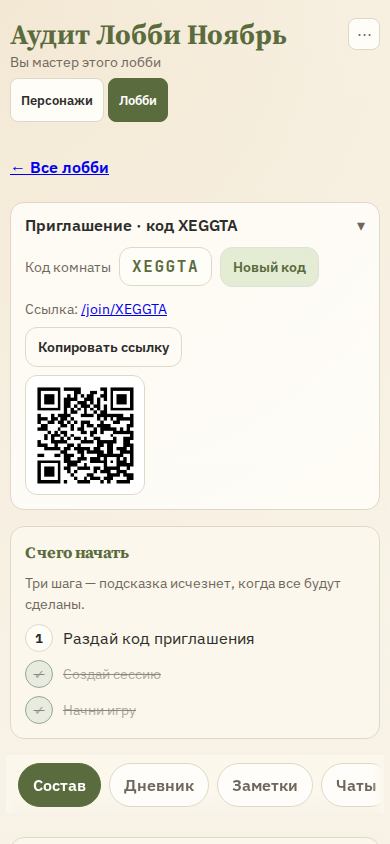 Аудит Лобби Ноябрь
...
Вы мастер этого лобби
Персонажи
Лобби
← Все лобби
Приглашение · код XEGGTA
▼
Код комнаты
XEGGTA
Новый код
Ссылка: /join/XEGGTA
Копировать ссылку
С чего начать
Три шага — подсказка исчезнет, когда все будут
сделаны.
1 Раздай код приглашения
✓ Создай сессию
✓ Начни игру
Состав
Дневник
Заметки
Чаты